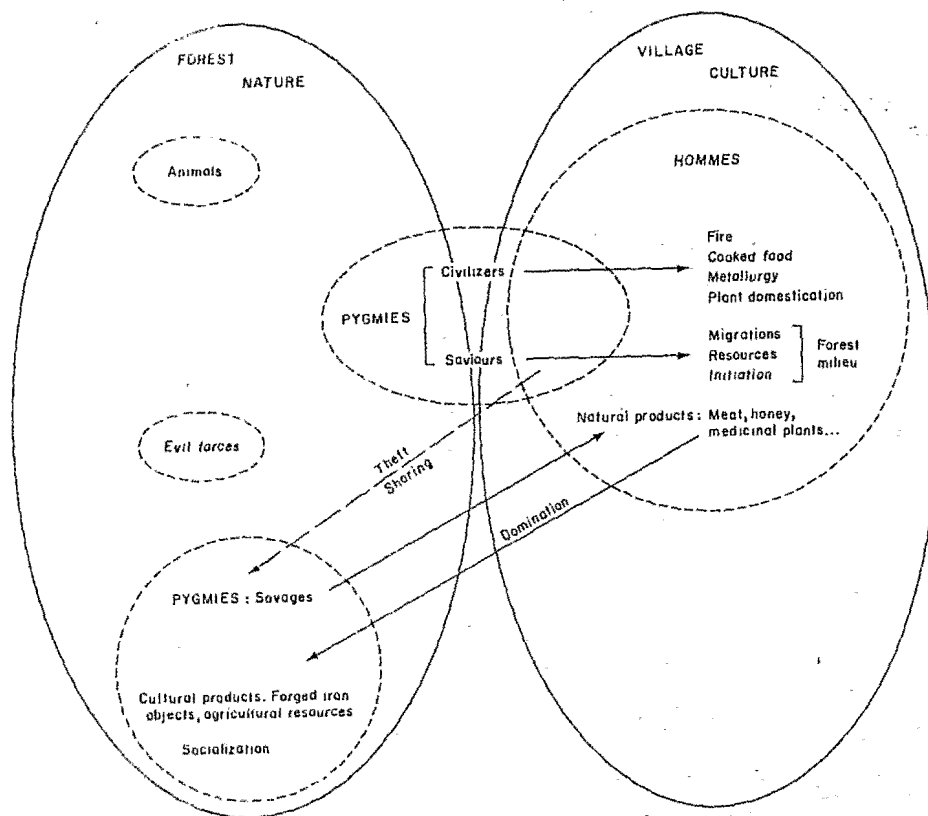 FOREST
NATURE
VILLAGE
CULTURE
Animals
HOMMES
Fire
Cooked food
Metallurgy
Plant domestication
Civilizers
PYGMIES
Saviours
Migrations
Resources
Initiation
Forest
milieu
Natural products: Meat, honey,
medicinal plants...
Evil forces
Theft
Sharing
Domination
PYGMIES : Savages
Cultural products. Forged iron
objects, agricultural resources
Socialization